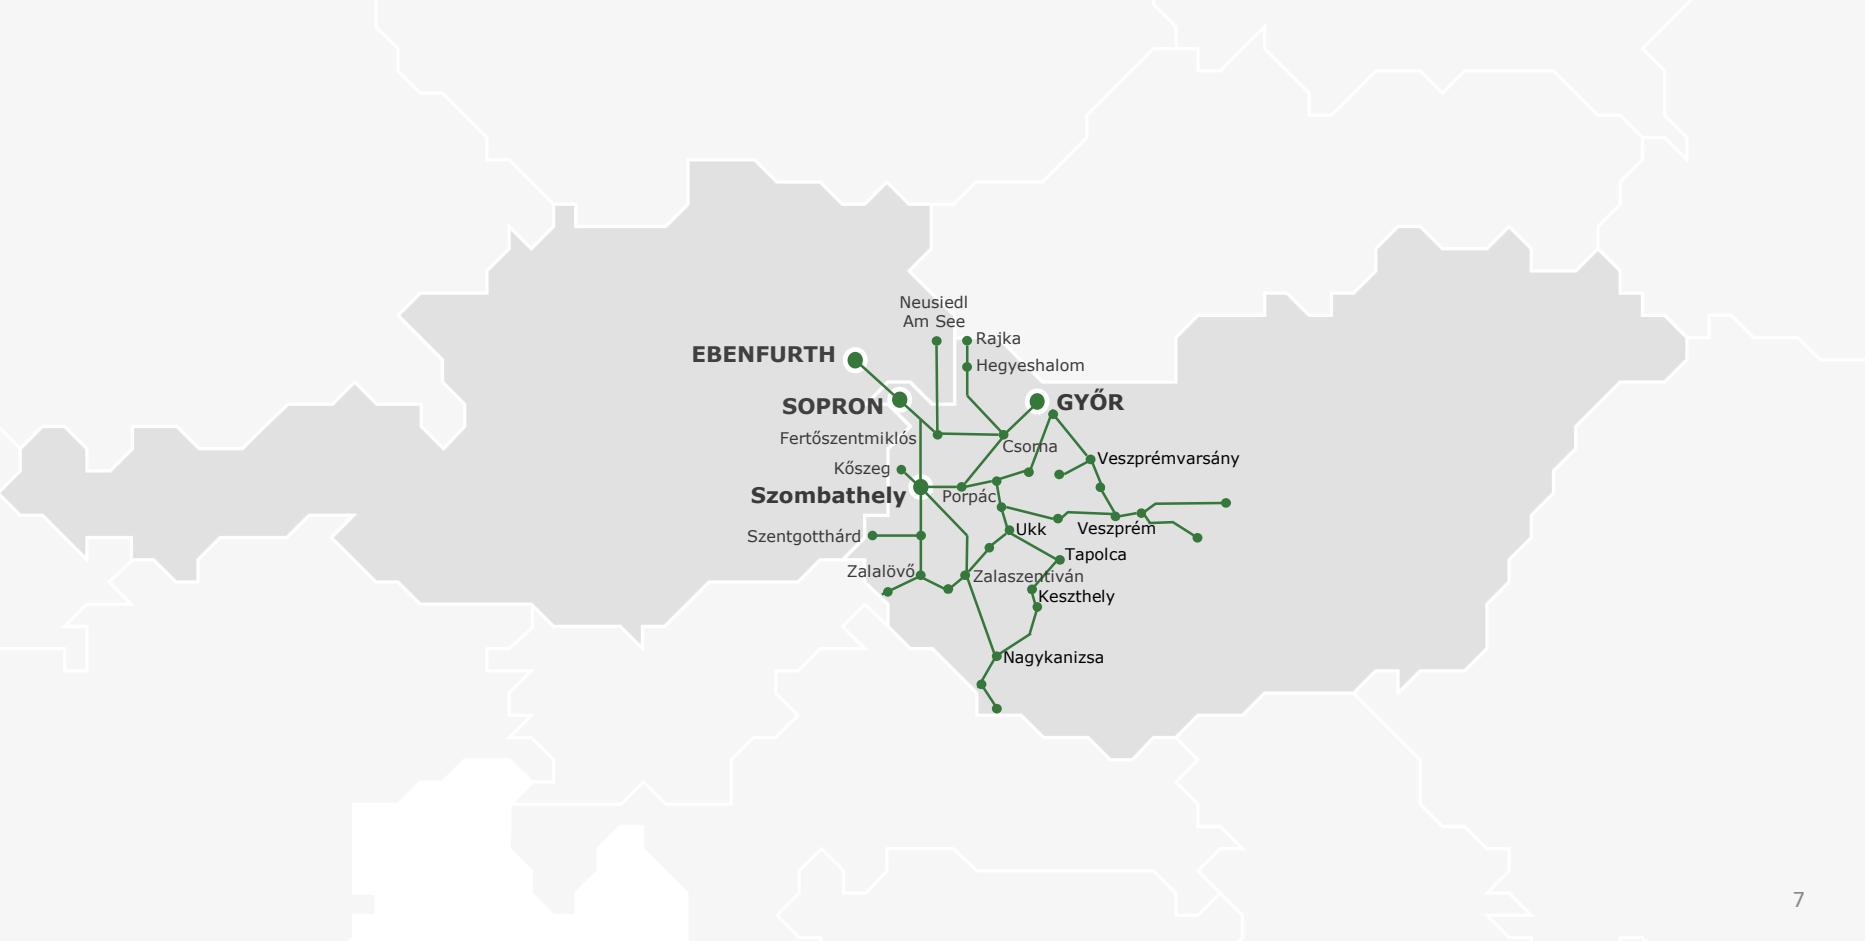 Neusiedl
Am See
Rajka
EBENFURTH
Hegyeshalom
SOPRON
GYŐR
Fertőszentmiklós
Csorna
Kőszeg
Veszprémvarsány
Szombathely
Porpác
Szentgotthárd
Ukk
Veszprém
Tapolca
Zalalövő
Zalaszentiván
Keszthely
Nagykanizsa
7